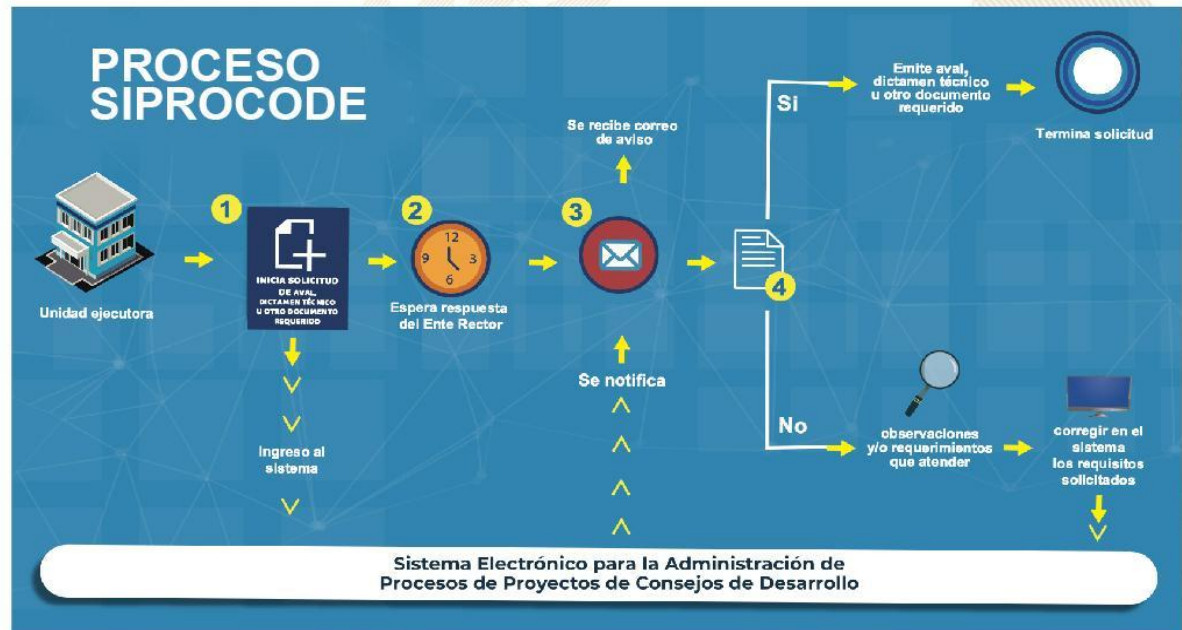 PROCESO
SIPROCODE
Unidad ejecutora
1
INICIA SOLICITUD
DE AVAL,
DICTAMEN TÉCNICO
U OTRO DOCUMENTO
REQUERIDO
Ingreso al
sistema
2
12
9
3
6
Espera respuesta
del Ente Rector
3
Se recibe correo
de aviso
Se notifica
4
Si
Emite aval,
dictamen técnico
u otro documento
requerido
Termina solicitud
No
observaciones
y/o requerimientos
que atender
corregir en el
sistema
los requisitos
solicitados
Sistema Electrónico para la Administración de
Procesos de Proyectos de Consejos de Desarrollo